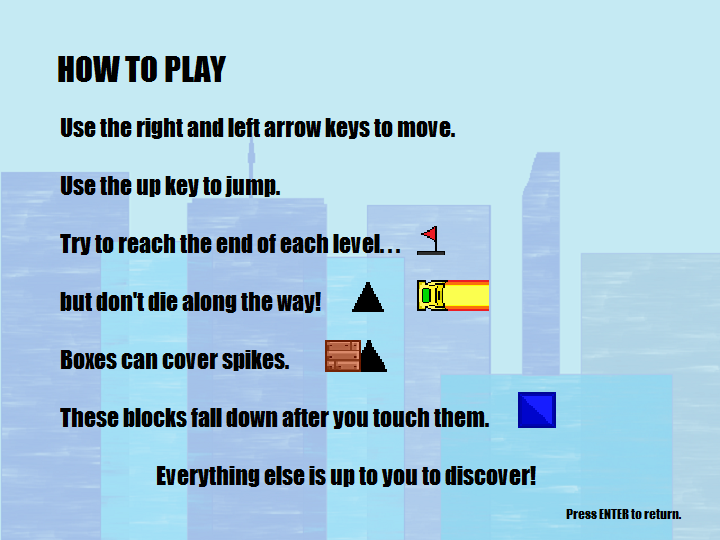 HOW TO PLAY
Use the right and left arrow keys to move.
Use the up key to jump.
Try to reach the end of each level. . .
but don't die along the way!
Boxes can cover spikes.
These blocks fall down after you touch them.
Everything else is up to you to discover!
Press ENTER to return.